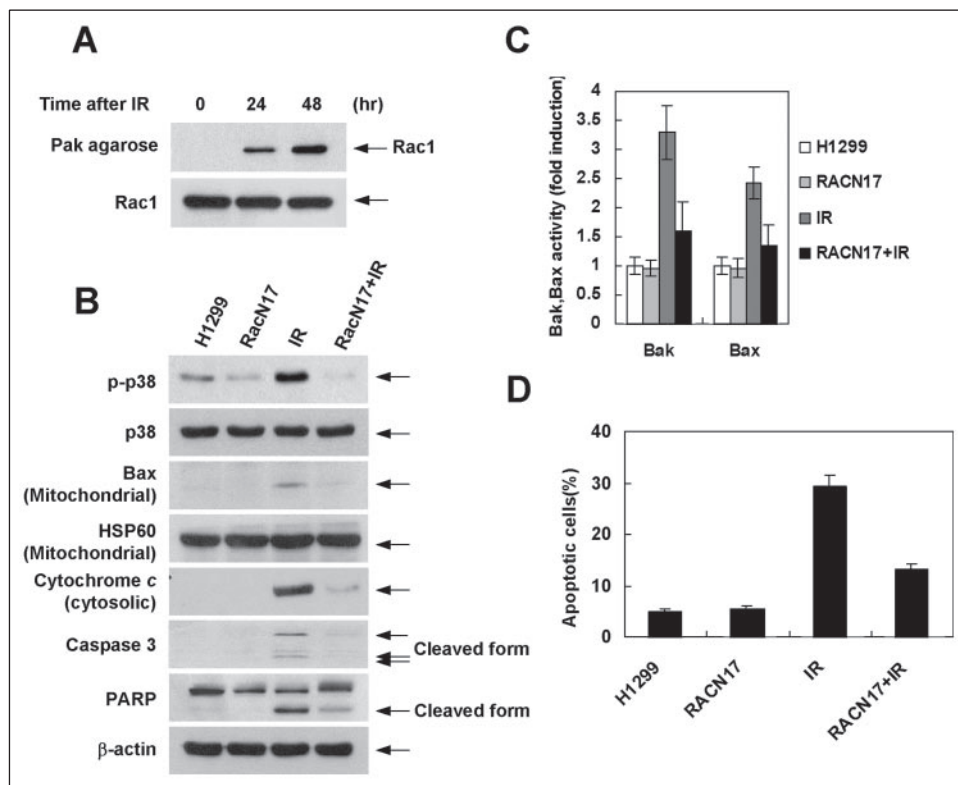 A
Time after IR 0 24 48 (hr)
Pak agarose Rac1
Rac1
B
H1299 RacN17 IR RacN17+IR
p-p38
p38
Bax
(Mitochondrial)
HSP60
(Mitochondrial)
Cytochrome c
(cytosolic)
Caspase 3 Cleaved form
PARP Cleaved form
β-actin
C
Bak,Bax activity (fold induction)
4
3.5
3
2.5
2
1.5
1
0.5
0
Bak Bax
H1299
RACN17
IR
RACN17+IR
D
Apoptotic cells(%)
40
30
20
10
0
H1299 RACN17 IR RACN17+IR